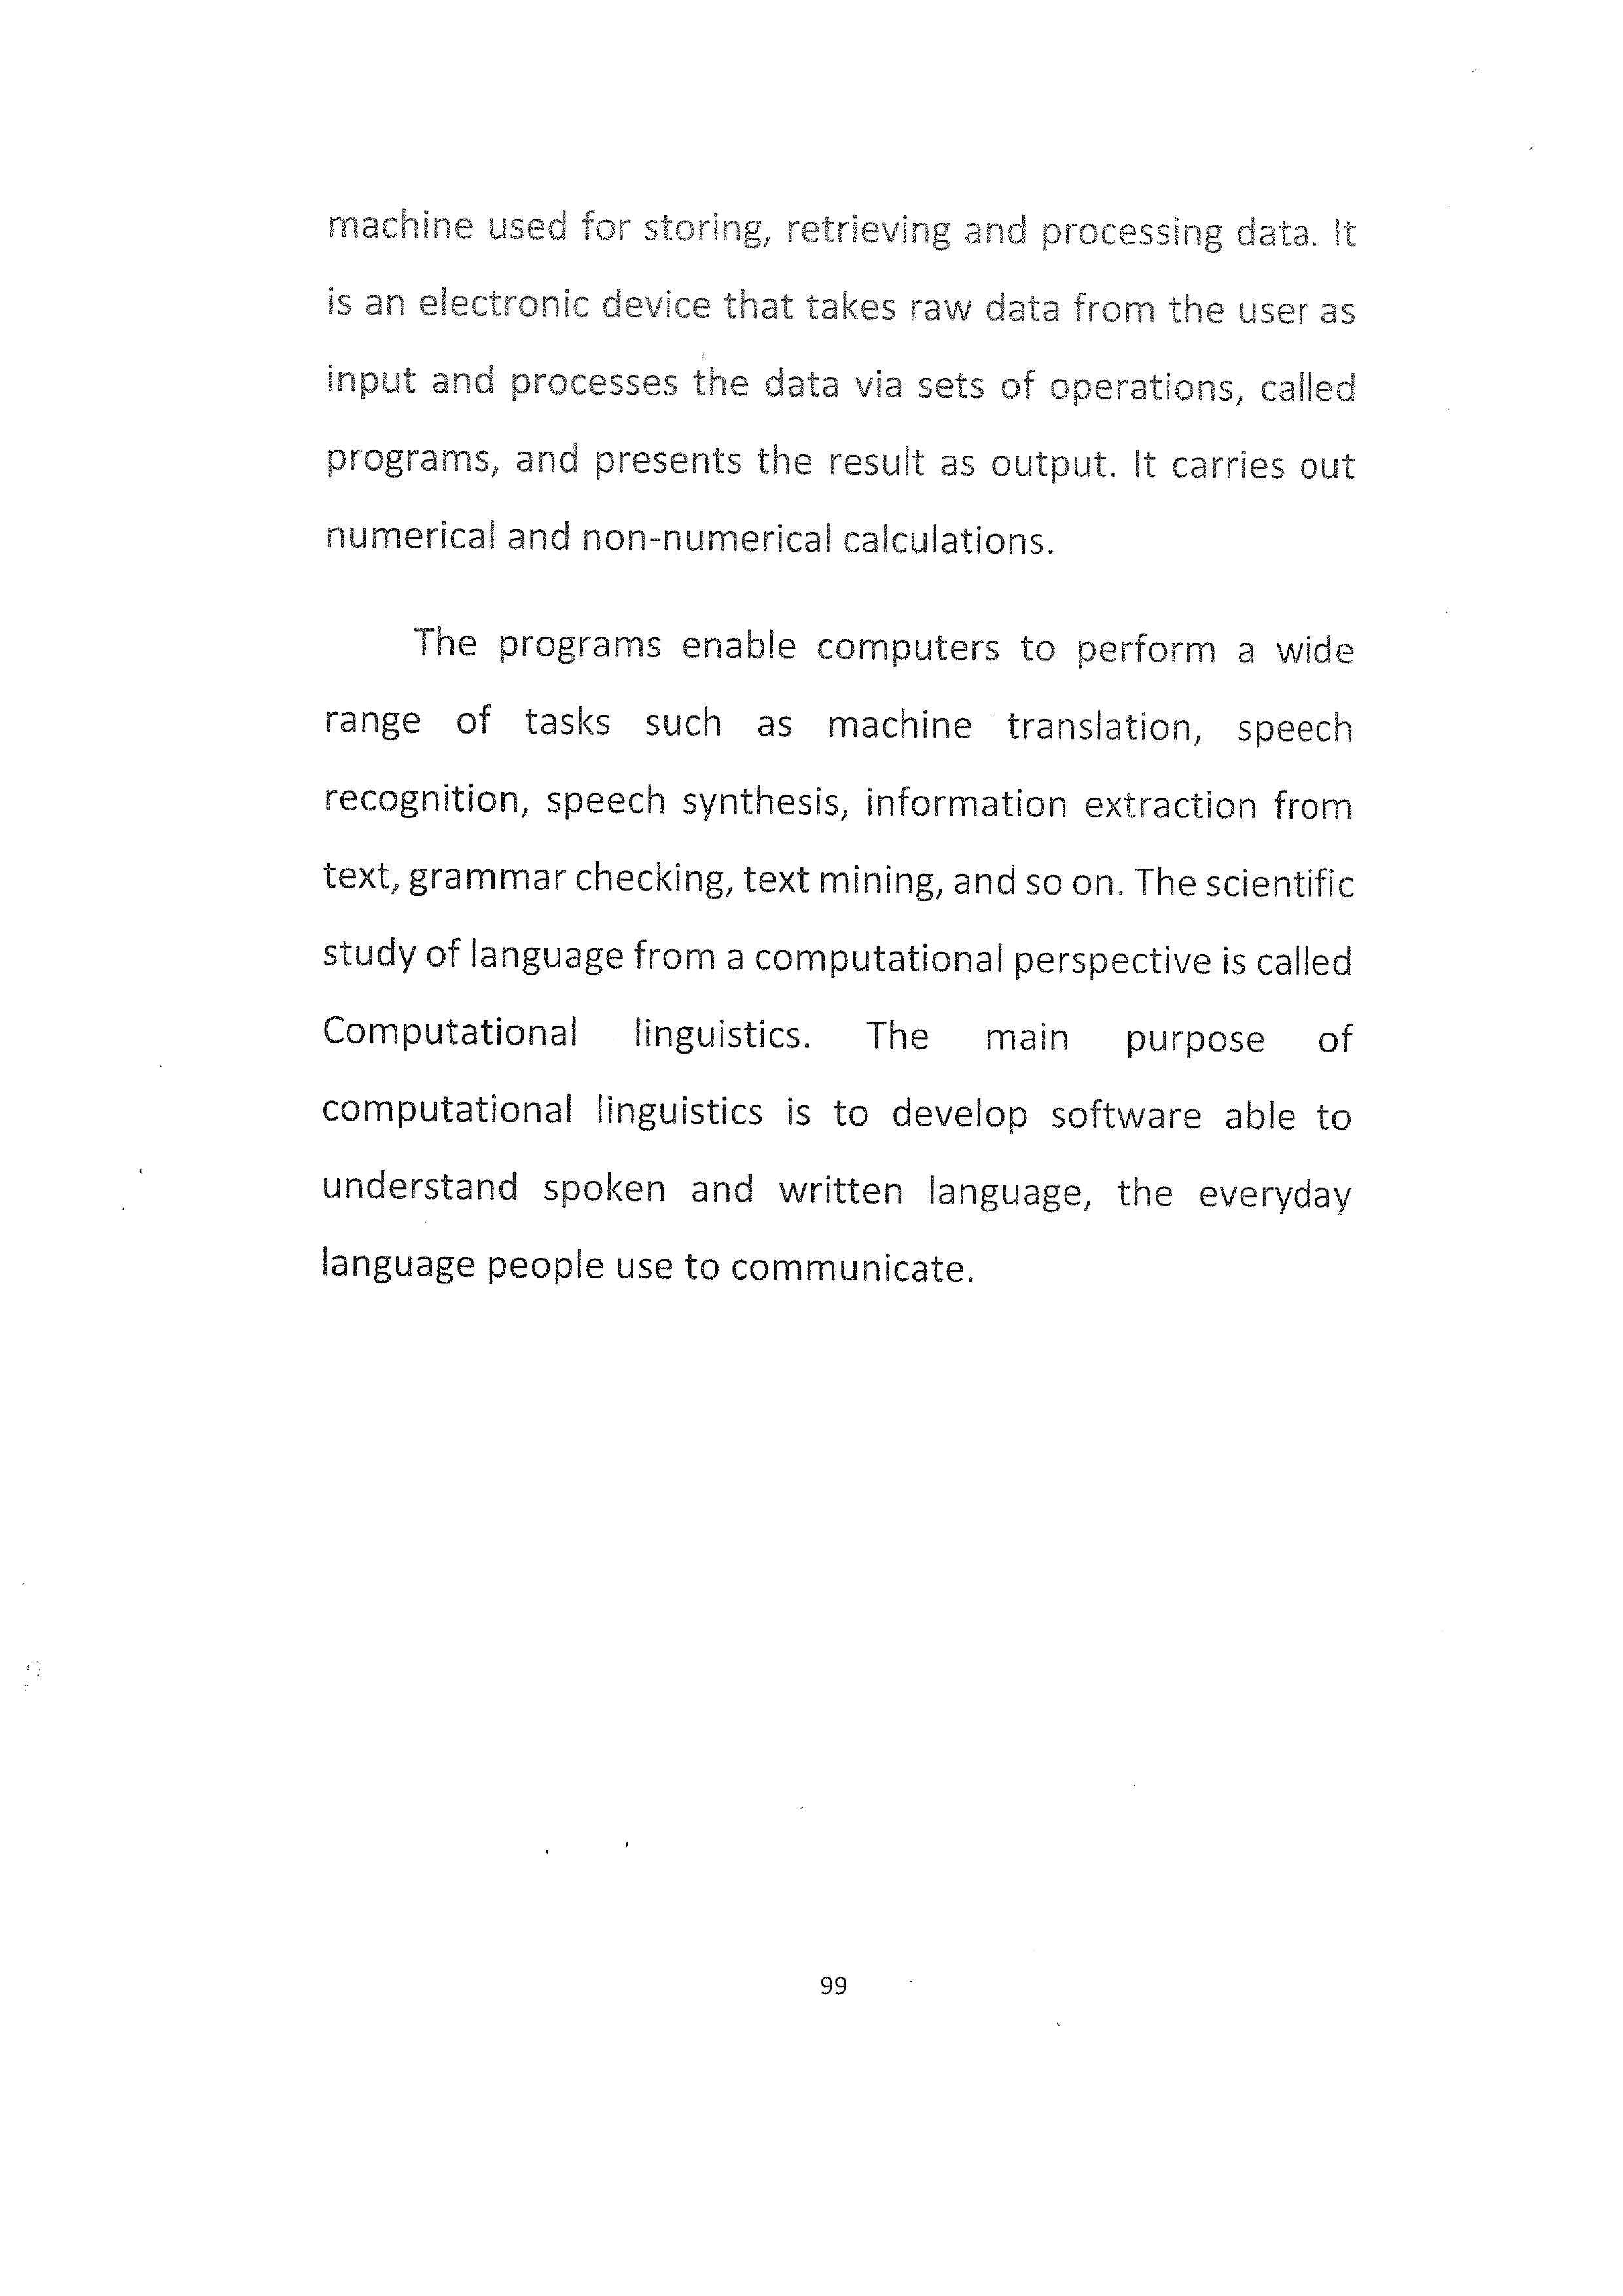 machine used for storing, retrieving and processing data. It
is an electronic device that takes raw data from the user as
input and processes the data via sets of operations, called
programs, and presents the result as output. It carries out
numerical and non-numerical calculations.
The programs enable computers to perform a wide
range of tasks such as machine translation, speech
recognition, speech synthesis, information extraction from
text, grammar checking, text mining, and so on. The scientific
study of language from a computational perspective is called
Computational linguistics. The main purpose of
computational linguistics is to develop software able to
understand spoken and written language, the everyday
language people use to communicate.
99